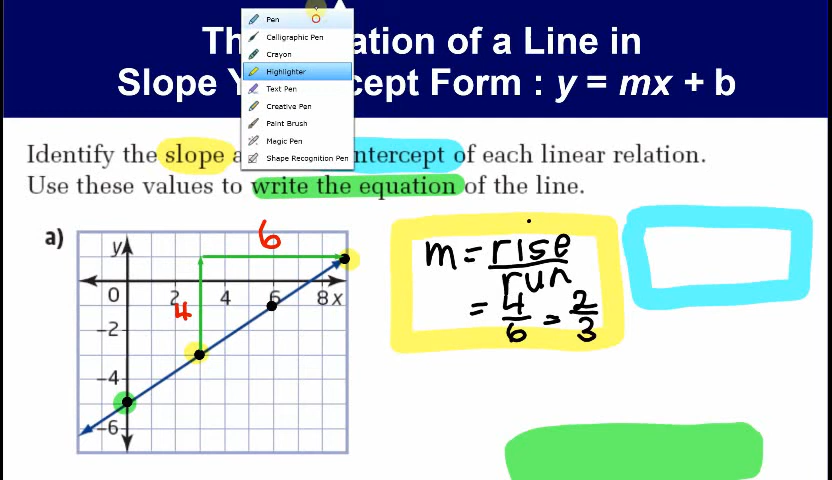 Th ation of a Line in
Slope Y cept Form : y = mx + b
Pen
Calligraphic Pen
Crayon
Highlighter
Text Pen
Creative Pen
Paint Brush
Magic Pen
Shape Recognition Pen
Identify the slope a ntercept of each linear relation.
Use these values to write the equation of the line.
a)
y
6
0
2
4
6
8
x
4
-2
-4
-6
m = rise/run
= 4/6 = 2/3